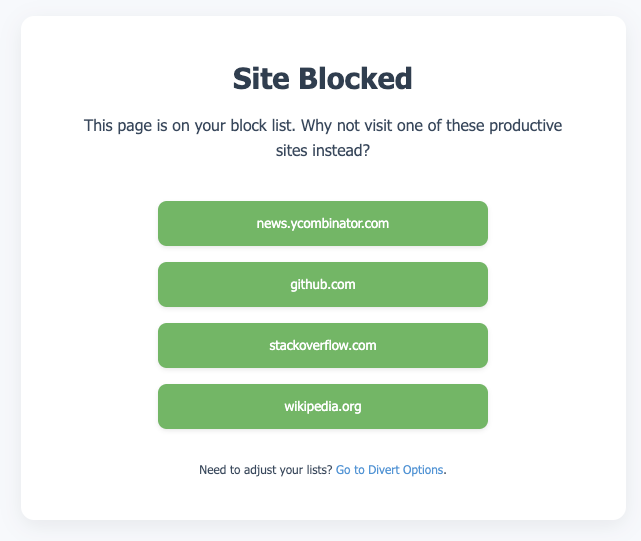 Site Blocked
This page is on your block list. Why not visit one of these productive
sites instead?
news.ycombinator.com
github.com
stackoverflow.com
wikipedia.org
Need to adjust your lists? Go to Divert Options.